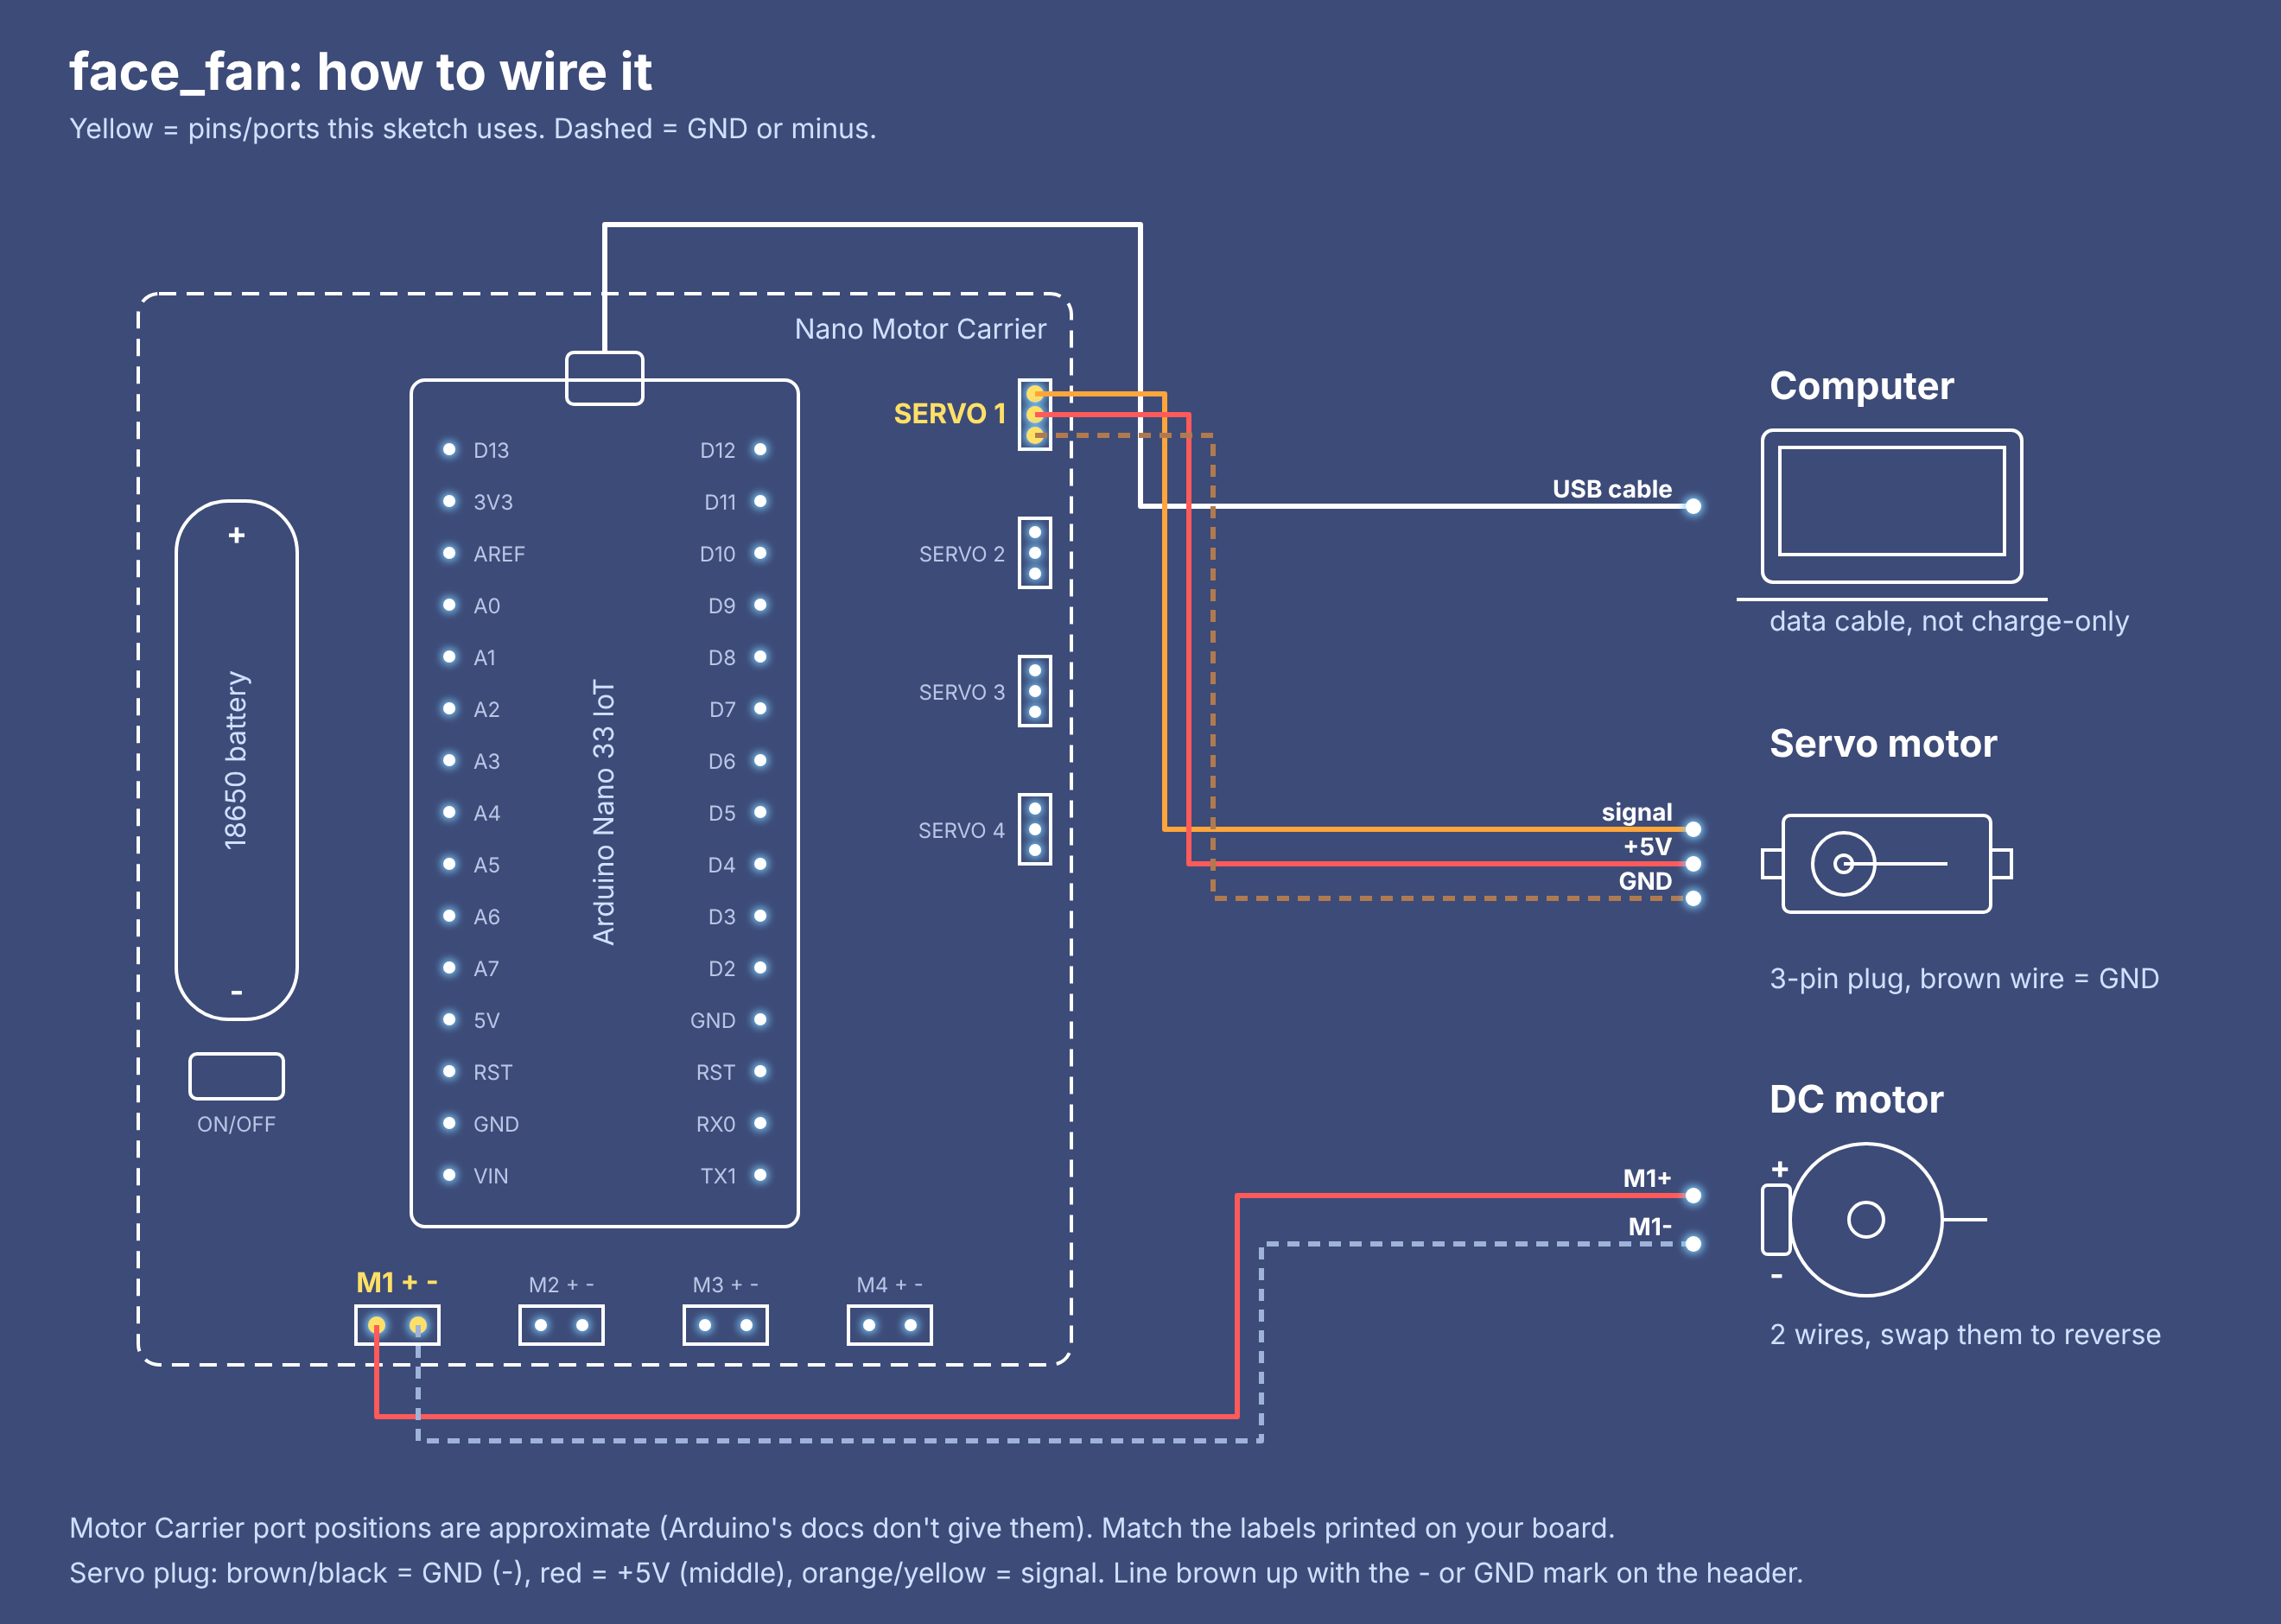 face_fan: how to wire it
Yellow = pins/ports this sketch uses. Dashed = GND or minus.
Nano Motor Carrier
SERVO 1
SERVO 2
SERVO 3
SERVO 4
+
18650 battery
-
ON/OFF
Arduino Nano 33 IoT
D13
3V3
AREF
A0
A1
A2
A3
A4
A5
A6
A7
5V
RST
GND
VIN
D12
D11
D10
D9
D8
D7
D6
D5
D4
D3
D2
GND
RST
RX0
TX1
M1 + -
M2 + -
M3 + -
M4 + -
Computer
USB cable
data cable, not charge-only
Servo motor
signal
+5V
GND
3-pin plug, brown wire = GND
DC motor
M1+
M1-
+
-
2 wires, swap them to reverse
Motor Carrier port positions are approximate (Arduino's docs don't give them). Match the labels printed on your board.
Servo plug: brown/black = GND (-), red = +5V (middle), orange/yellow = signal. Line brown up with the - or GND mark on the header.